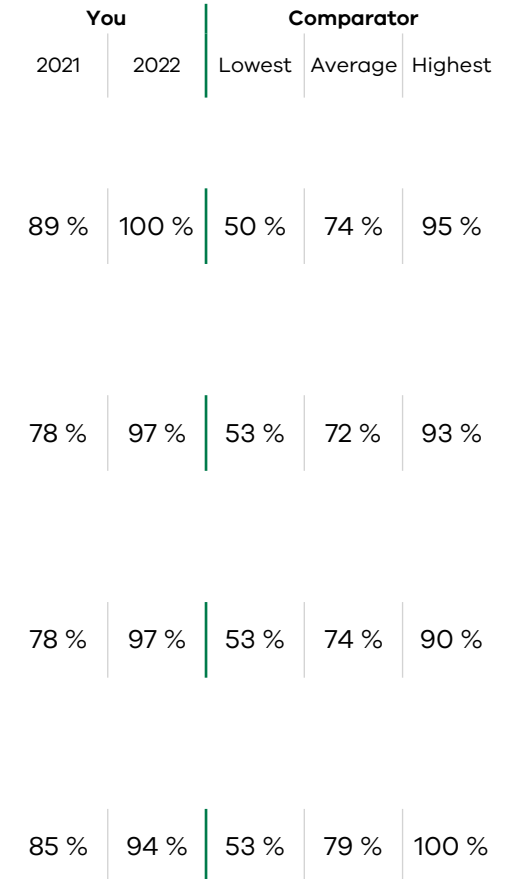 You Comparator
2021 2022 Lowest Average Highest
89 % 100 % 50 % 74 % 95 %
78 % 97 % 53 % 72 % 93 %
78 % 97 % 53 % 74 % 90 %
85 % 94 % 53 % 79 % 100 %